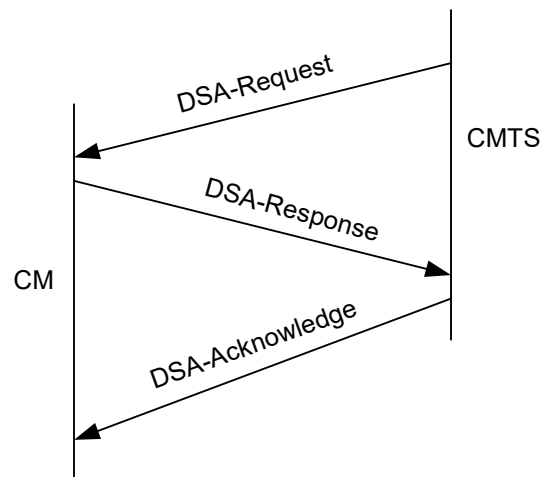 DSA-Request
CMTS
DSA-Response
CM
DSA-Acknowledge